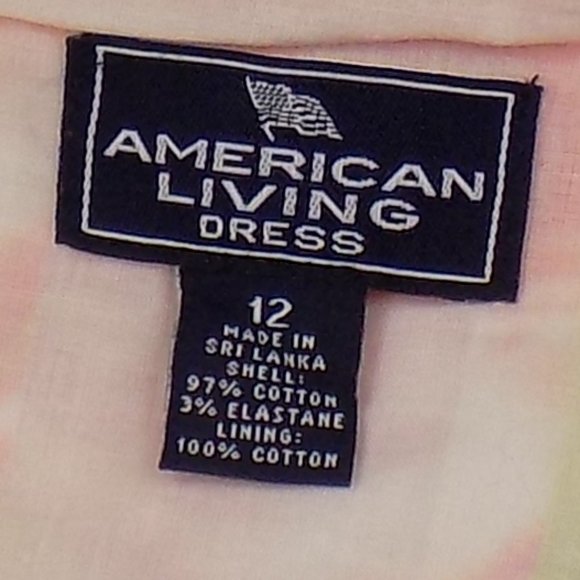 AMERICAN
LIVING
DRESS
12
MADE IN
SRI LANKA
SHELL:
97% COTTON
3% ELASTANE
LINING:
100% COTTON